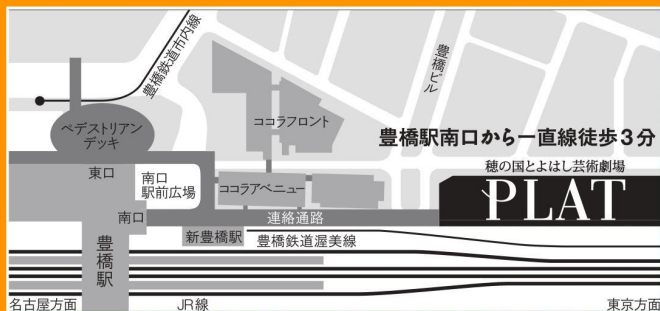 豊橋鉄道市内線
豊橋ビル
ココラフロント
ペデストリアン
デッキ
豊橋駅南口から一直線徒歩3分
穂の国とよはし芸術劇場
PLAT
東口
南口
駅前広場
ココラアベニュー
南口
連絡通路
新豊橋駅
豊橋鉄道渥美線
豊橋駅
名古屋方面
JR線
東京方面